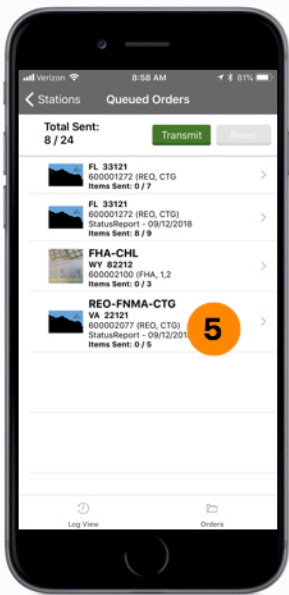 Verizon 8:58 AM 81%
Stations Queued Orders
Total Sent:
8 / 24
Transmit Reset
FL 33121
600001272 (REO, CTG
Items Sent: 0 / 7
FL 33121
600001272 (REO, CTG)
StatusReport - 09/12/2018
Items Sent: 8 / 9
FHA-CHL
WY 82212
600002100 (FHA, 1,2
Items Sent: 0 / 3
REO-FNMA-CTG
VA 22121
600002077 (REO, CTG)
StatusReport - 09/12/201
Items Sent: 0 / 5
5
Log View Orders